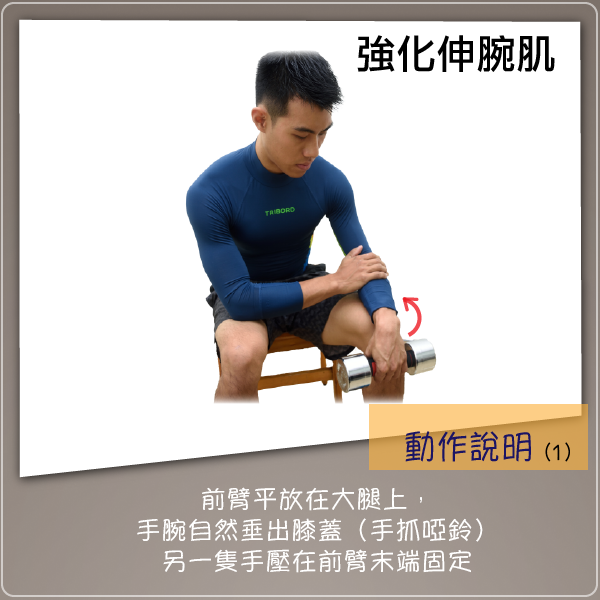 強化伸腕肌
TAIBORD
動作說明(1)
前臂平放在大腿上，
手腕自然垂出膝蓋（手抓啞鈴）
另一隻手壓在前臂末端固定